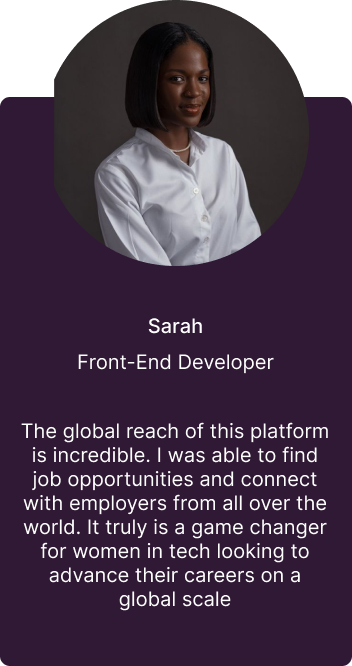 Sarah
Front-End Developer
The global reach of this platform
is incredible. I was able to find
job opportunities and connect
with employers from all over the
world. It truly is a game changer
for women in tech looking to
advance their careers on a
global scale